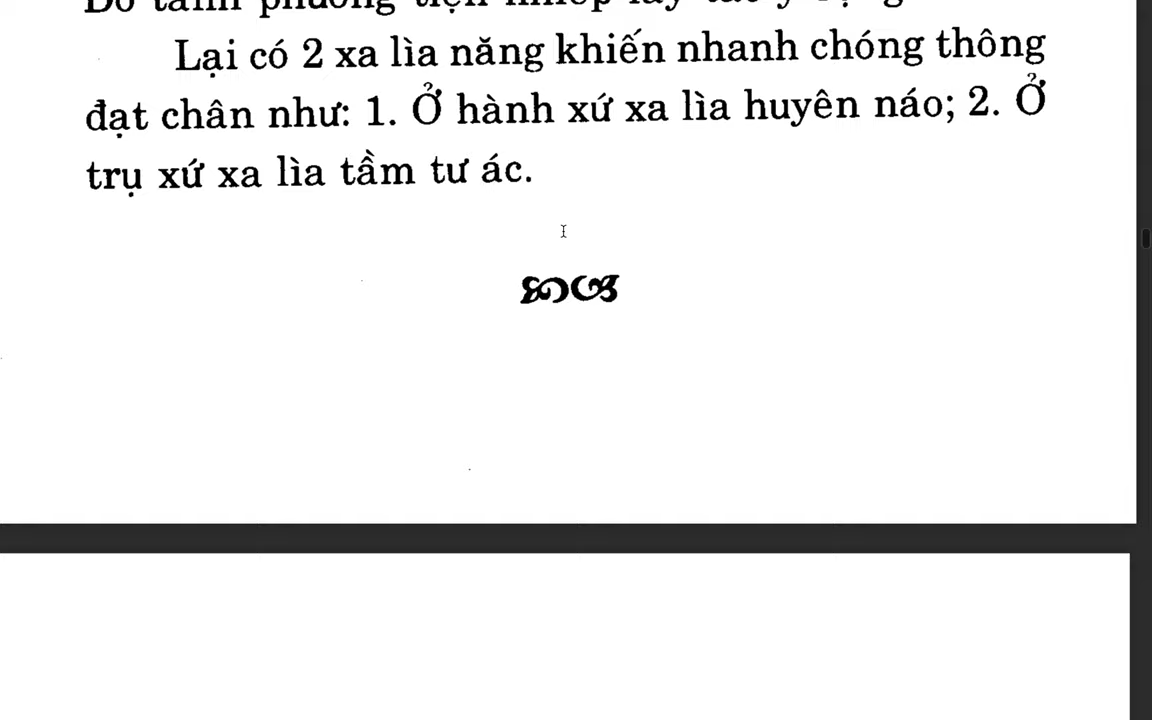 Lại có 2 xa lìa năng khiến nhanh chóng thông
đạt chân như: 1. Ở hành xứ xa lìa huyên náo; 2. Ở
trụ xứ xa lìa tầm tư ác.